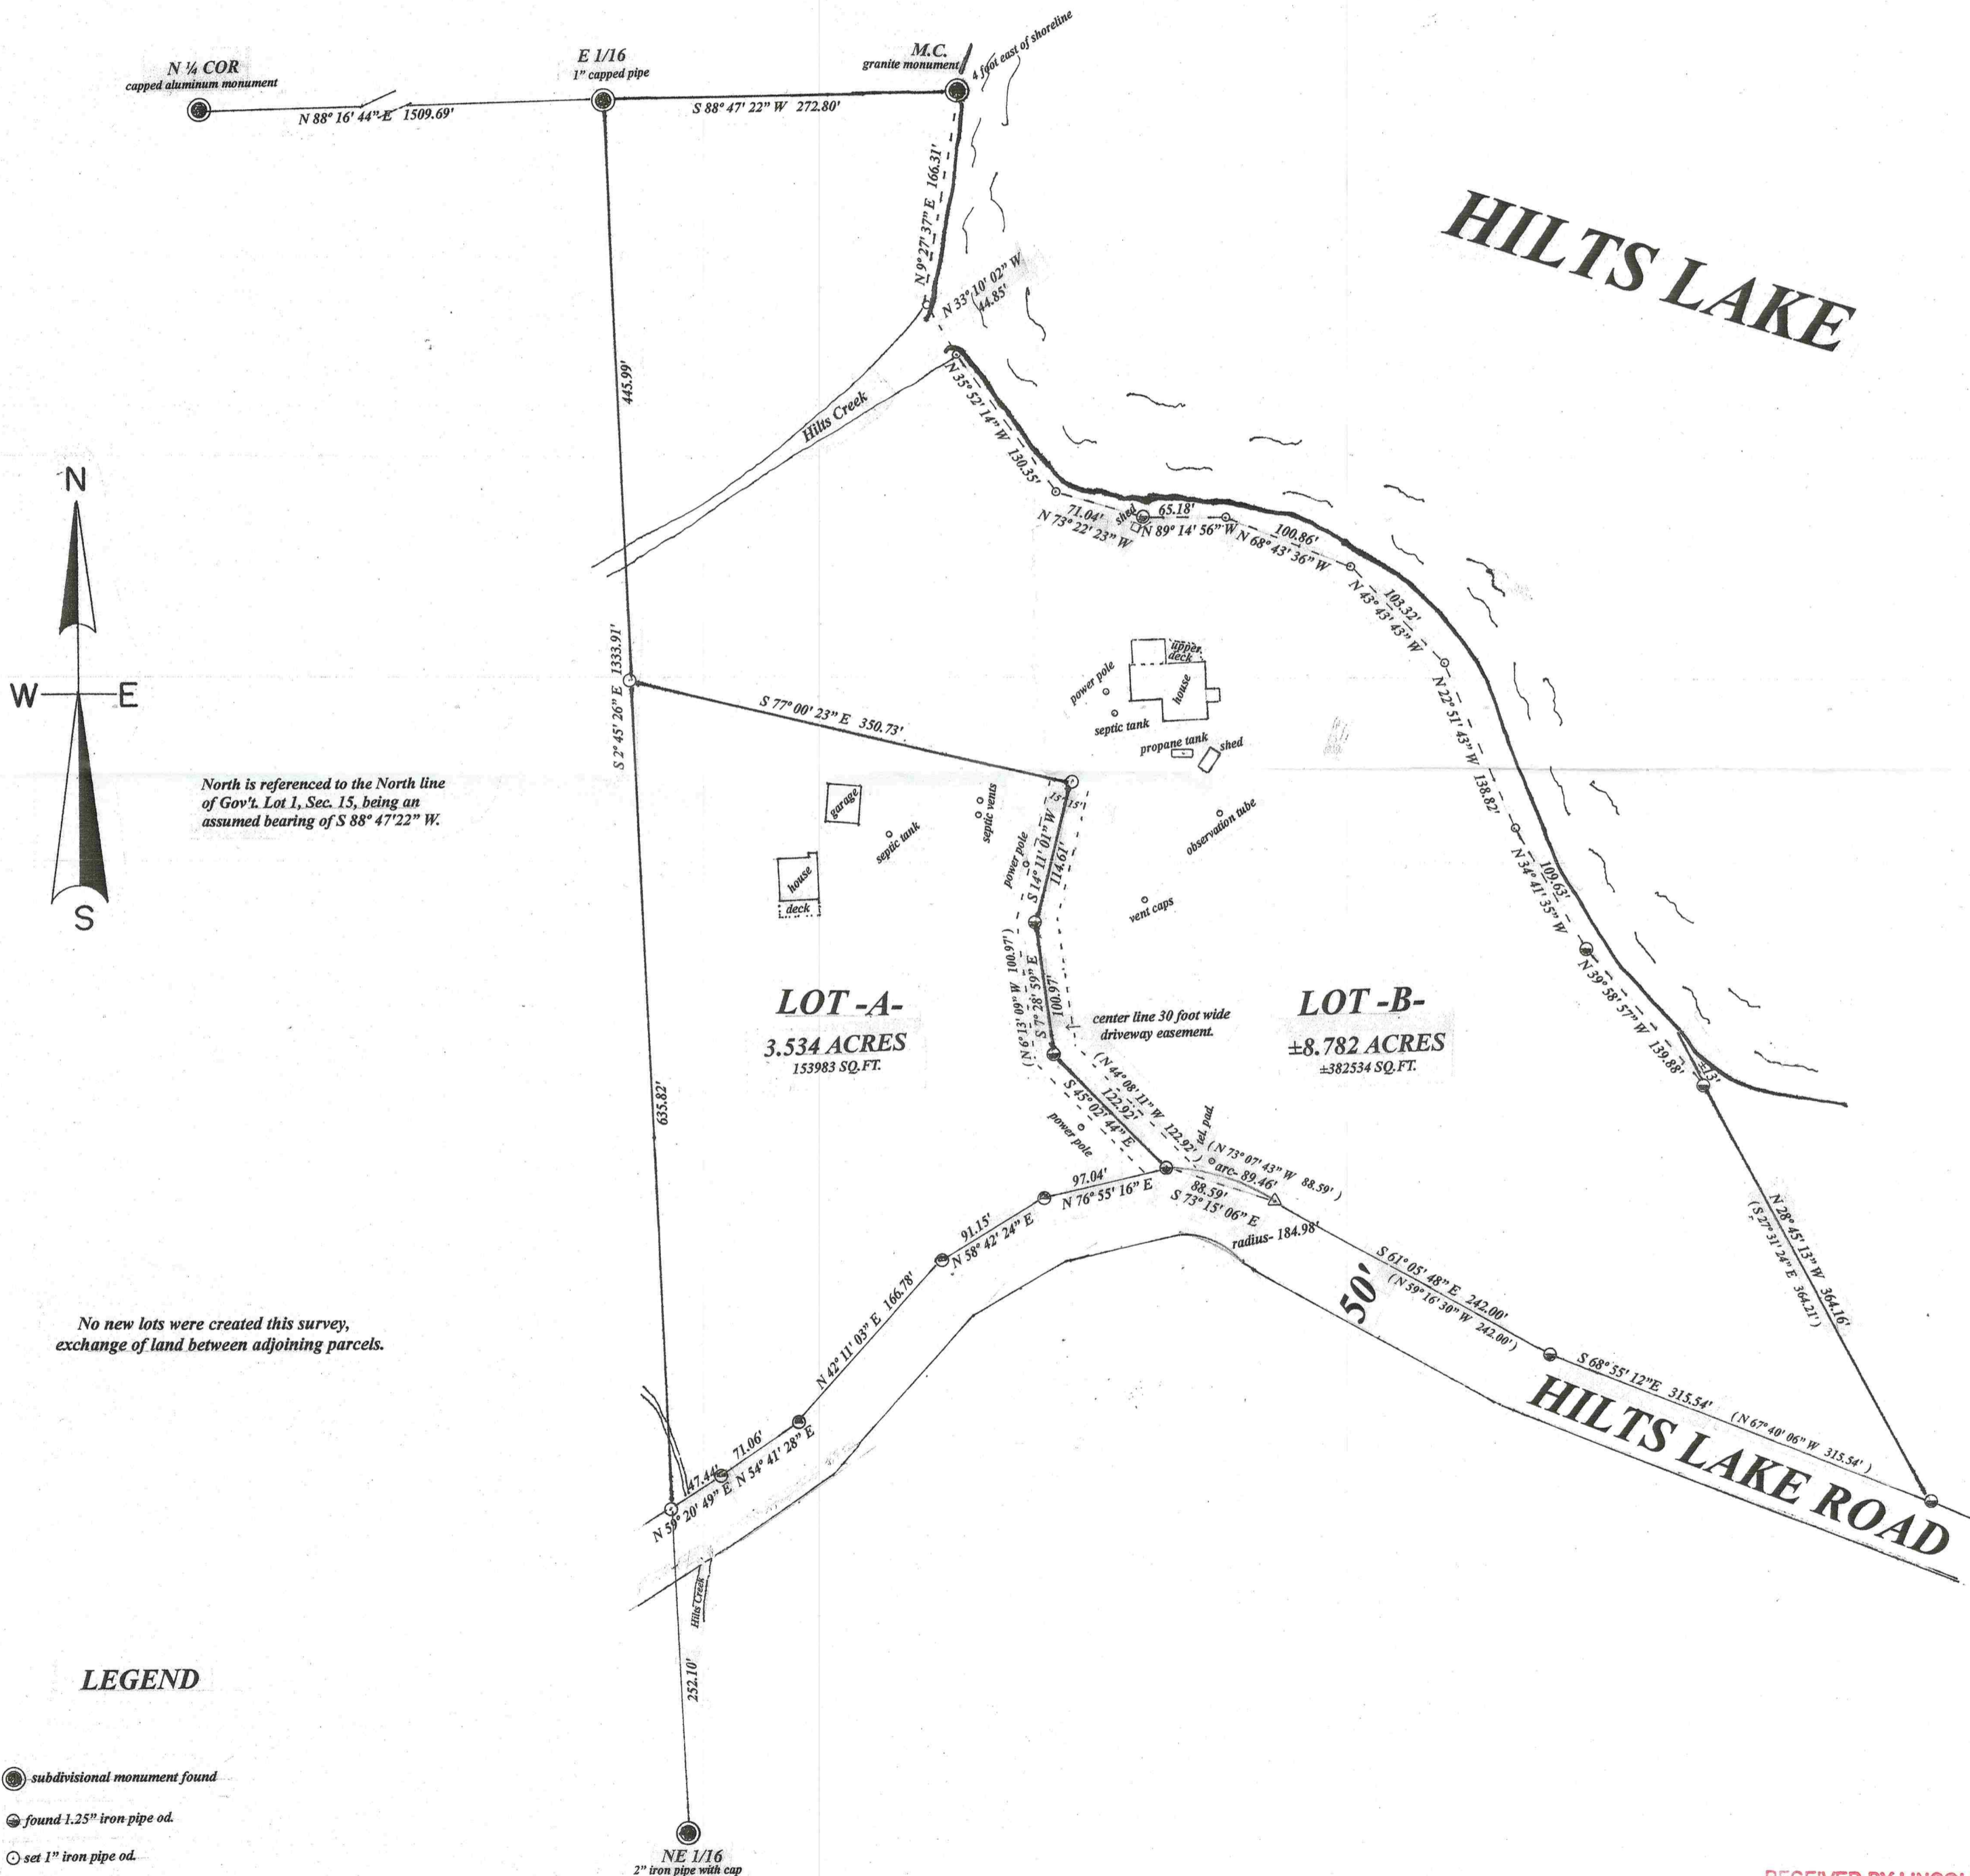 N ¼ COR
capped aluminum monument
N 88° 16' 44" E 1509.69'
E 1/16
1" capped pipe
S 88° 47' 22" W 272.80'
M.C.
granite monument
4 foot east of shoreline
N 9° 27' 37" E 166.31'
N 33° 10' 02" W
44.85'
HILTS LAKE
445.99'
Hilts Creek
N 35° 52' 14" W 130.35'
71.04'
N 73° 22' 23" W
shed
65.18'
N 89° 14' 56" W
100.86'
N 68° 43' 36" W
103.32'
N 43° 43' 43" W
N 22° 51' 43" W 138.82'
109.63'
N 34° 41' 35" W
N 39° 58' 57" W 139.88'
±13'
N
W
E
S
S 2° 45' 26" E 1333.91'
S 77° 00' 23" E 350.73'
power pole
upper
deck
house
septic tank
propane tank
shed
North is referenced to the North line
of Gov't. Lot 1, Sec. 15, being an
assumed bearing of S 88° 47'22" W.
garage
septic tank
septic vents
house
deck
15'
15'
power pole
S 14° 11' 01" W
114.61'
observation tube
vent caps
(N 6° 13' 09" W 100.97')
S 7° 28' 59" E
100.97'
LOT -A-
3.534 ACRES
153983 SQ.FT.
center line 30 foot wide
driveway easement.
LOT -B-
±8.782 ACRES
±382534 SQ.FT.
635.82'
(N 44° 08' 11" W 122.92')
122.92'
S 45° 02' 44" E
power pole
tel. pad.
(N 73° 07' 43" W 88.59')
arc- 89.46'
88.59'
S 73° 15' 06" E
radius- 184.98'
97.04'
N 76° 55' 16" E
91.15'
N 58° 42' 24" E
N 42° 11' 03" E 166.78'
71.06'
N 54° 41' 28" E
47.44'
N 59° 20' 49" E
S 61° 05' 48" E 242.00'
(N 59° 16' 30" W 242.00')
50'
N 28° 45' 13" W 364.16'
(S 27° 31' 24" E 364.21')
S 68° 55' 12"E 315.54'
(N 67° 40' 06" W 315.54')
HILTS LAKE ROAD
No new lots were created this survey,
exchange of land between adjoining parcels.
Hilts Creek
252.10'
LEGEND
subdivisional monument found
found 1.25" iron pipe od.
set 1" iron pipe od.
NE 1/16
2" iron pipe with cap